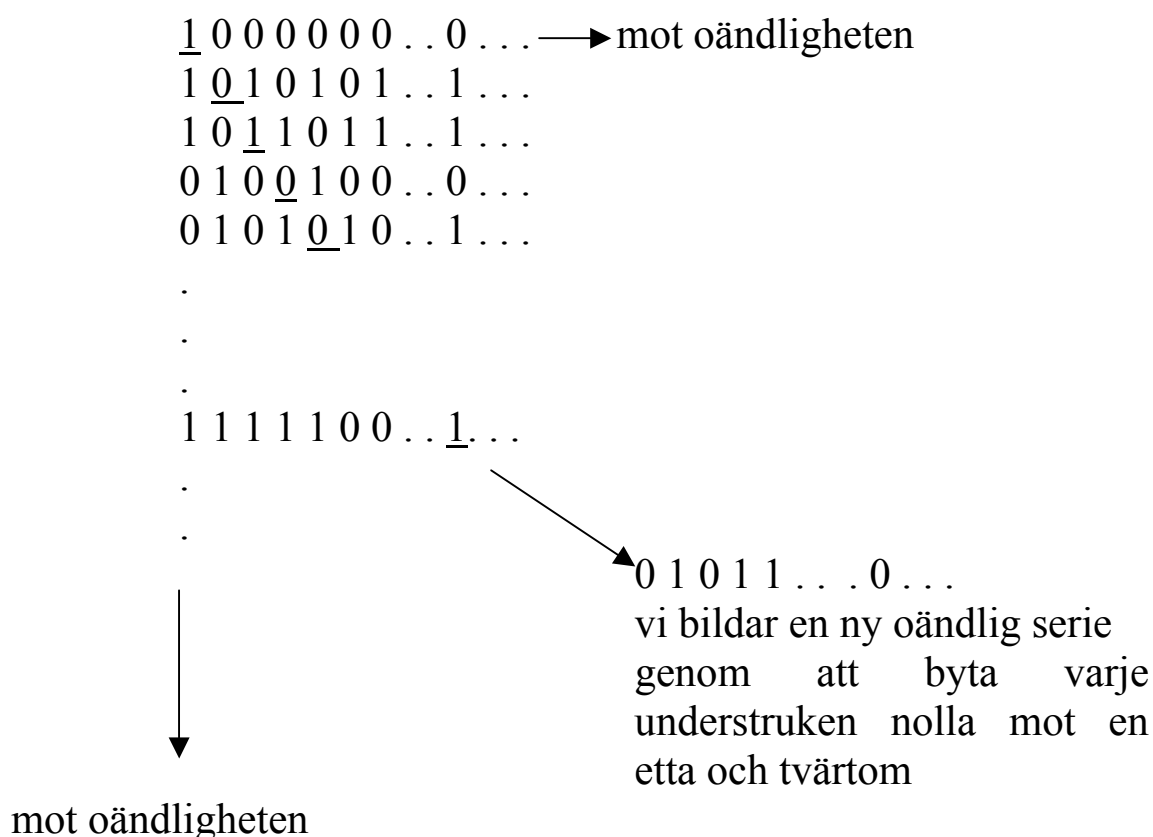 1 0 0 0 0 0 0 . . 0 . . . mot oändligheten
1 0 1 0 1 0 1 . . 1 . . .
1 0 1 1 0 1 1 . . 1 . . .
0 1 0 0 1 0 0 . . 0 . . .
0 1 0 1 0 1 0 . . 1 . . .
.
.
.
1 1 1 1 1 0 0 . . 1 . . .
.
.
0 1 0 1 1 . . . 0 . . .
vi bildar en ny oändlig serie
genom att byta varje
understruken nolla mot en
etta och tvärtom
mot oändligheten